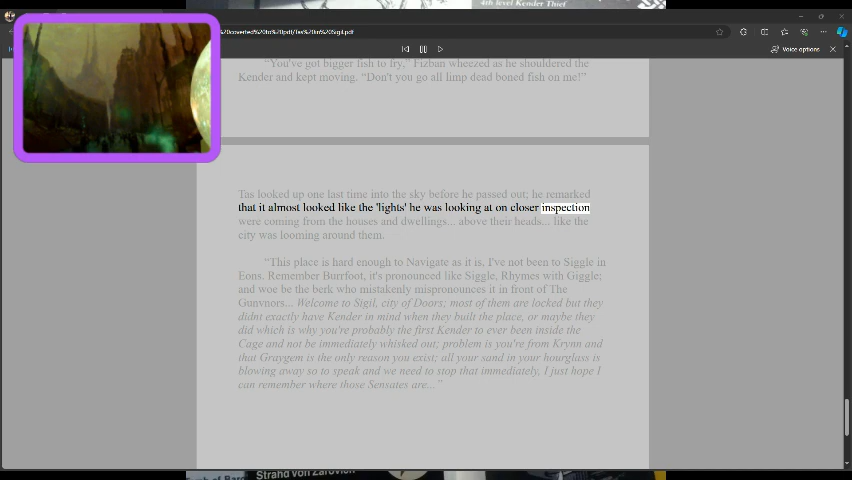 4th level Kender Thief
%20coverted%20to%20pdf/Tas%20in%20Sigil.pdf
Voice options
"You've got bigger fish to fry," Fizban wheezed as he shouldered the
Kender and kept moving. "Don't you go all limp dead boned fish on me!"
Tas looked up one last time into the sky before he passed out; he remarked
that it almost looked like the 'lights' he was looking at on closer inspection
were coming from the houses and dwellings... above their heads... like the
city was looming around them.
"This place is hard enough to Navigate as it is, I've not been to Siggle in
Eons. Remember Burrfoot, it's pronounced like Siggle, Rhymes with Giggle;
and woe be the berk who mistakenly mispronounces it in front of The
Gunvnors... Welcome to Sigil, city of Doors; most of them are locked but they
didnt exactly have Kender in mind when they built the place, or maybe they
did which is why you're probably the first Kender to ever been inside the
Cage and not be immediately whisked out; problem is you're from Krynn and
that Graygem is the only reason you exist; all your sand in your hourglass is
blowing away so to speak and we need to stop that immediately, I just hope I
can remember where those Sensates are..."
Strahd von Zarovich